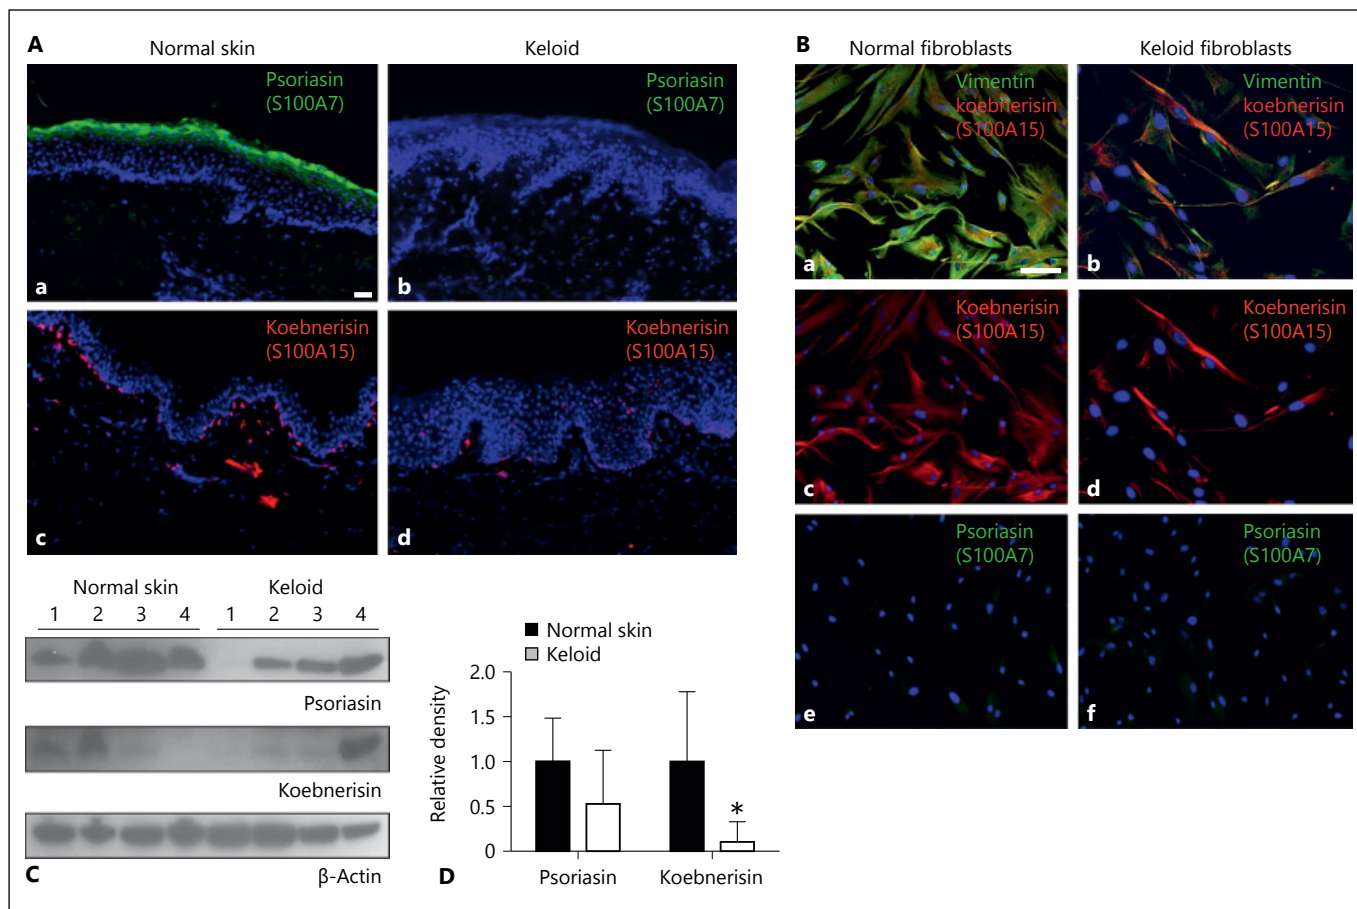 A
Normal skin
Keloid
Psoriasin
(S100A7)
a
Psoriasin
(S100A7)
b
Koebnerisin
(S100A15)
c
Koebnerisin
(S100A15)
d
B
Normal fibroblasts
Keloid fibroblasts
Vimentin
koebnerisin
(S100A15)
a
Vimentin
koebnerisin
(S100A15)
b
Koebnerisin
(S100A15)
c
Koebnerisin
(S100A15)
d
Psoriasin
(S100A7)
e
Psoriasin
(S100A7)
f
Normal skin
Keloid
1 2 3 4 1 2 3 4
Psoriasin
Koebnerisin
β-Actin
C
Normal skin
Keloid
Relative density
2.0
1.5
1.0
0.5
0
*
Psoriasin
Koebnerisin
D